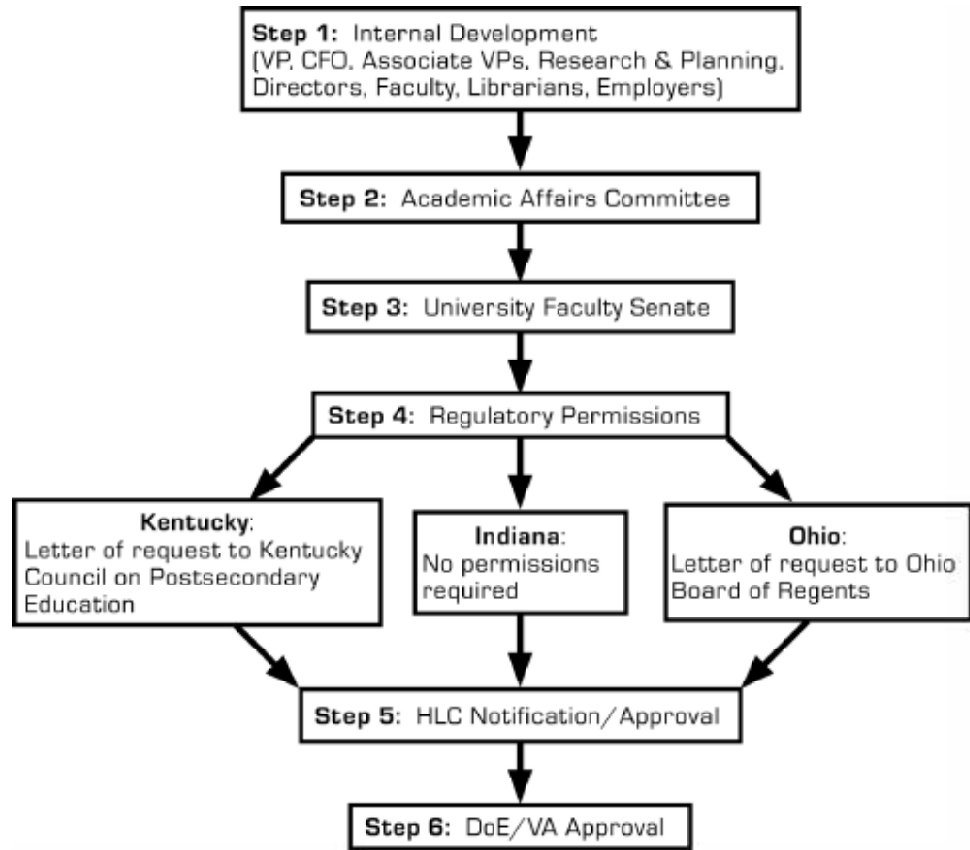 Step 1: Internal Development
(VP, CFO, Associate VPs, Research & Planning,
Directors, Faculty, Librarians, Employers)
Step 2: Academic Affairs Committee
Step 3: University Faculty Senate
Step 4: Regulatory Permissions
Kentucky:
Letter of request to Kentucky
Council on Postsecondary
Education
Indiana:
No permissions
required
Ohio:
Letter of request to Ohio
Board of Regents
Step 5: HLC Notification/Approval
Step 6: DoE/VA Approval